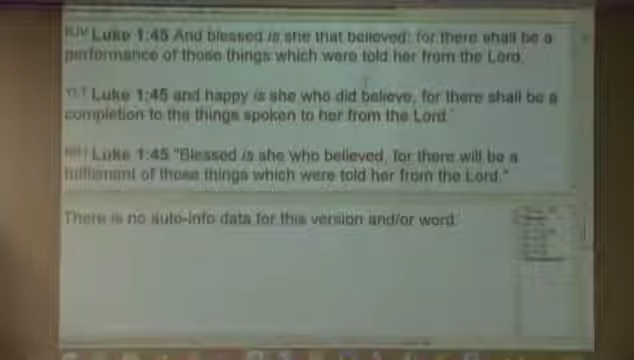 KJV Luke 1:45 And blessed is she that believed: for there shall be a
performance of those things which were told her from the Lord.
YLT Luke 1:45 and happy is she who did believe, for there shall be a
completion to the things spoken to her from the Lord.'
Luke 1:45 "Blessed is she who believed, for there will be a
fulfillment of those things which were told her from the Lord."
There is no auto-info data for this version and/or word.